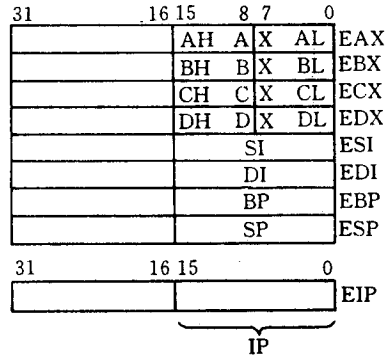 31 16 15 8 7 0
AH A X AL EAX
BH B X BL EBX
CH C X CL ECX
DH D X DL EDX
SI ESI
DI EDI
BP EBP
SP ESP
31 16 15 0
EIP
IP